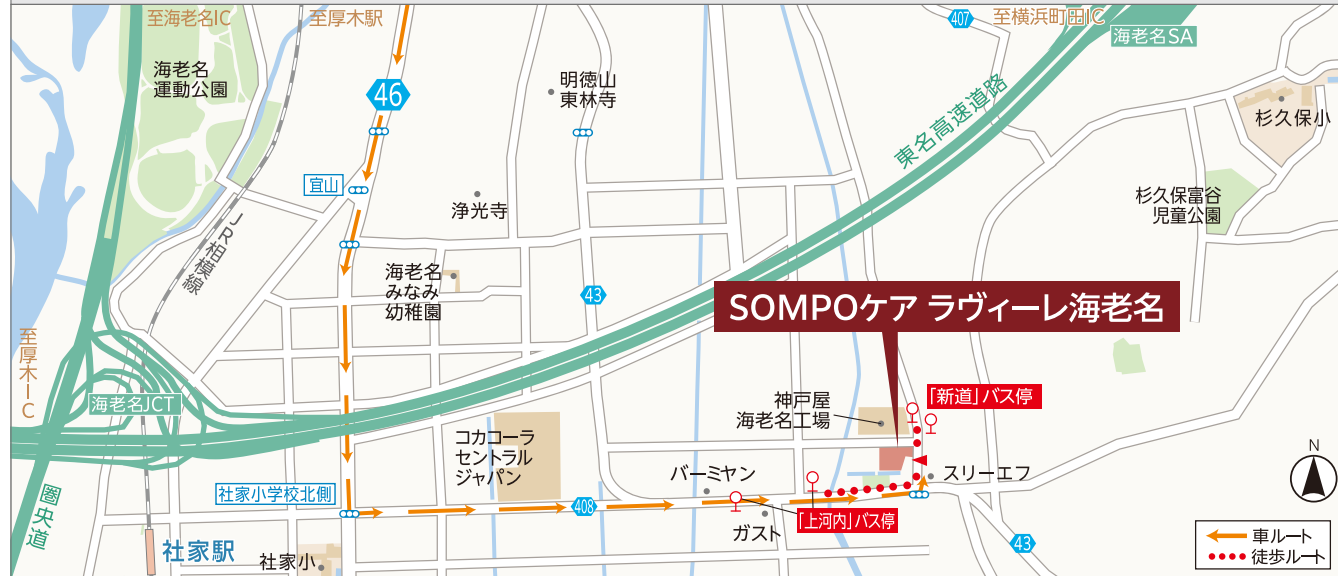 至海老名IC
至厚木駅
407
至横浜町田IC
海老名SA
海老名
運動公園
46
明徳山
東林寺
東名高速道路
杉久保小
宜山
浄光寺
杉久保富谷
児童公園
JR相模線
海老名
みなみ
幼稚園
43
SOMPOケア ラヴィーレ海老名
至厚木IC
海老名JCT
神戸屋
海老名工場
「新道」バス停
コカコーラ
セントラル
ジャパン
バーミヤン
スリーエフ
社家小学校北側
408
「上河内」バス停
ガスト
圏央道
社家駅
社家小
43
N
車ルート
徒歩ルート